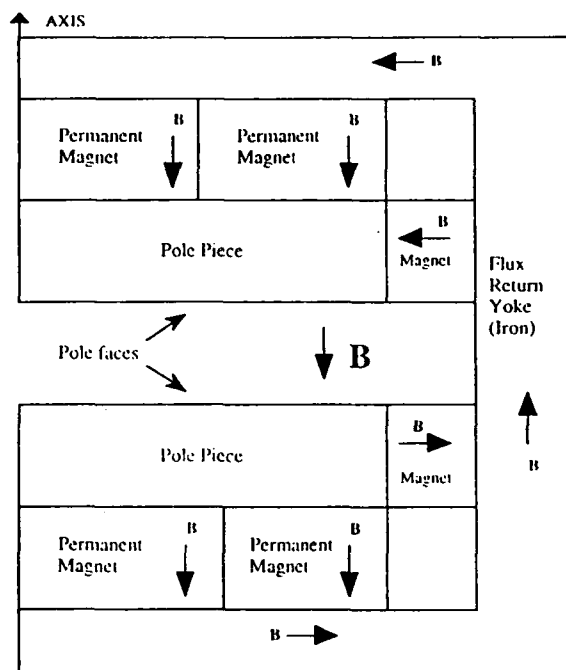 AXIS
B
Permanent
Magnet
B
Permanent
Magnet
B
Pole Piece
B
Magnet
Flux
Return
Yoke
(Iron)
Pole faces
B
Pole Piece
B
Magnet
B
Permanent
Magnet
B
Permanent
Magnet
B
B